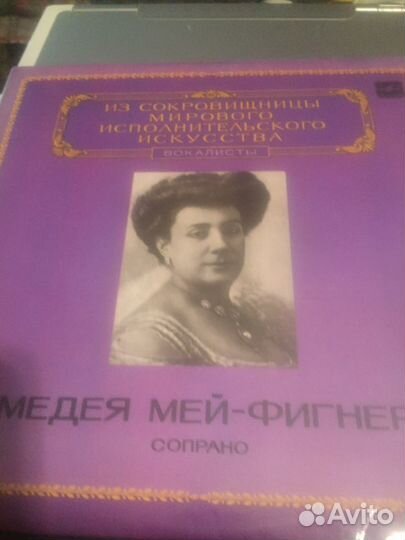 ИЗ СОКРОВИЩНИЦЫ
МИРОВОГО
ИСПОЛНИТЕЛЬСКОГО
ИСКУССТВА
ВОКАЛИСТЫ
МЕДЕЯ МЕЙ-ФИГНЕР
СОПРАНО
Avito